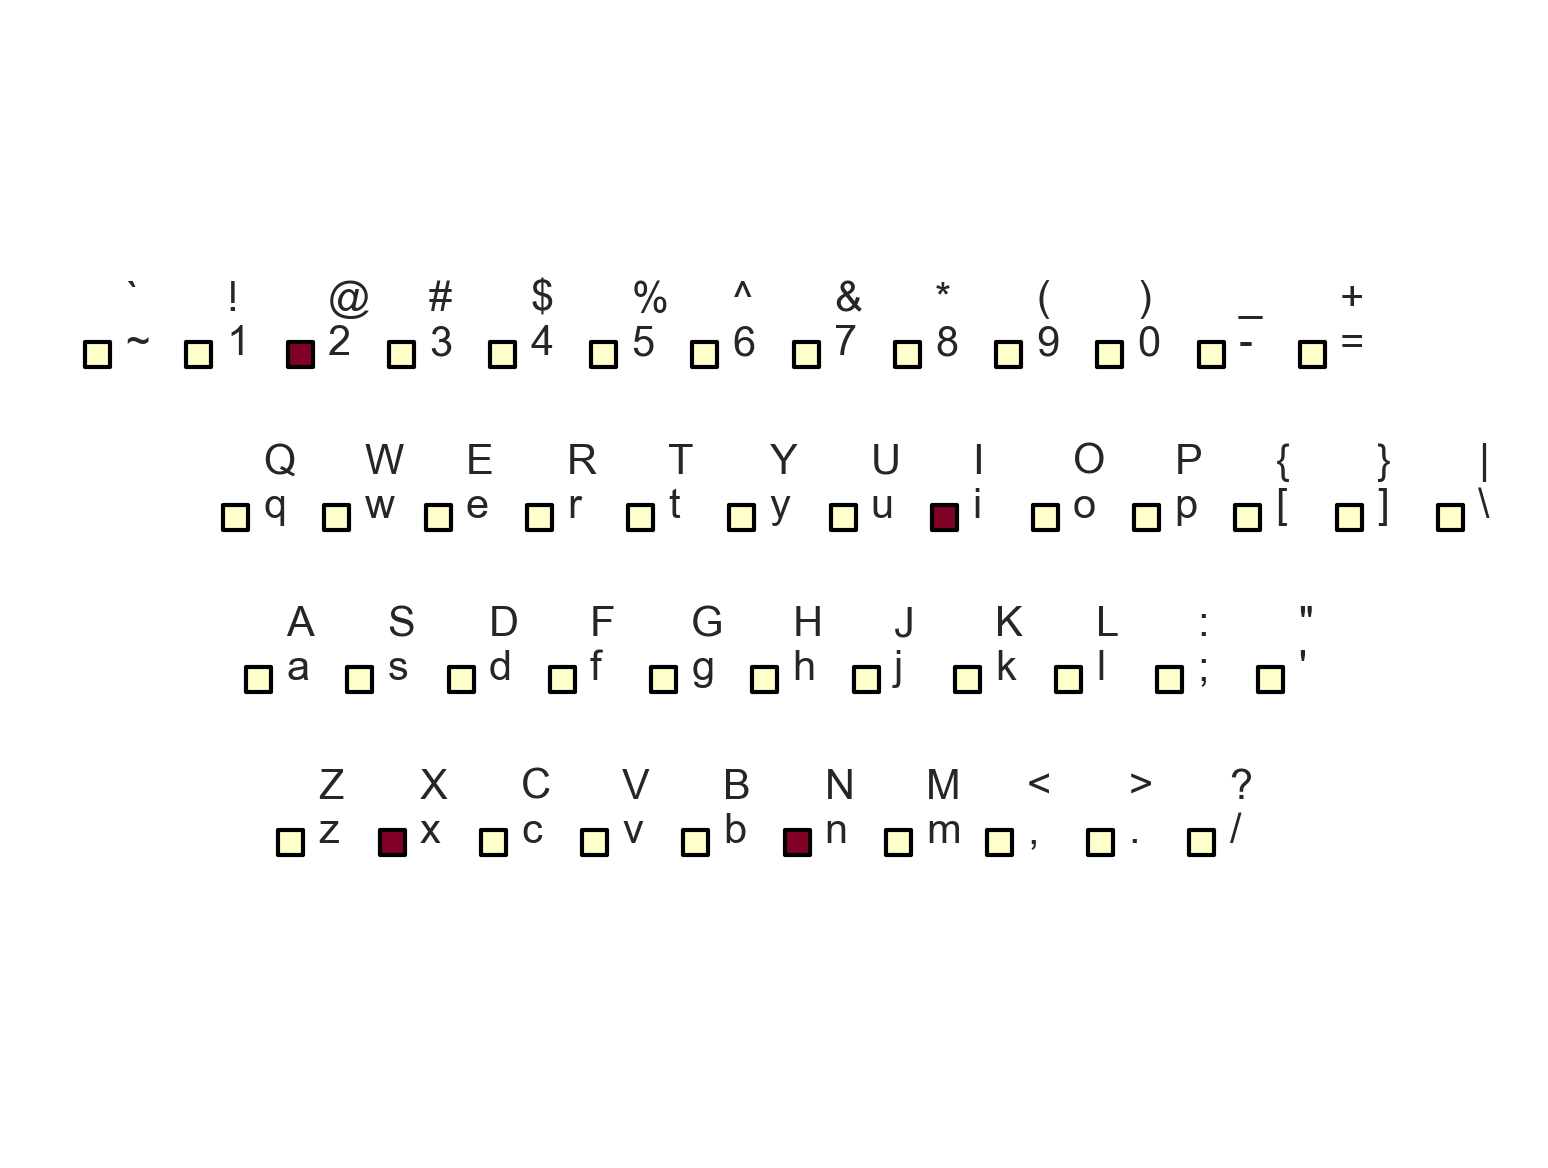 ` ! @ # $ % ^ & * ( ) _ +
~ 1 2 3 4 5 6 7 8 9 0 - =
Q W E R T Y U I O P { } |
q w e r t y u i o p [ ] \
A S D F G H J K L : "
a s d f g h j k l ; '
Z X C V B N M < > ?
z x c v b n m , . /